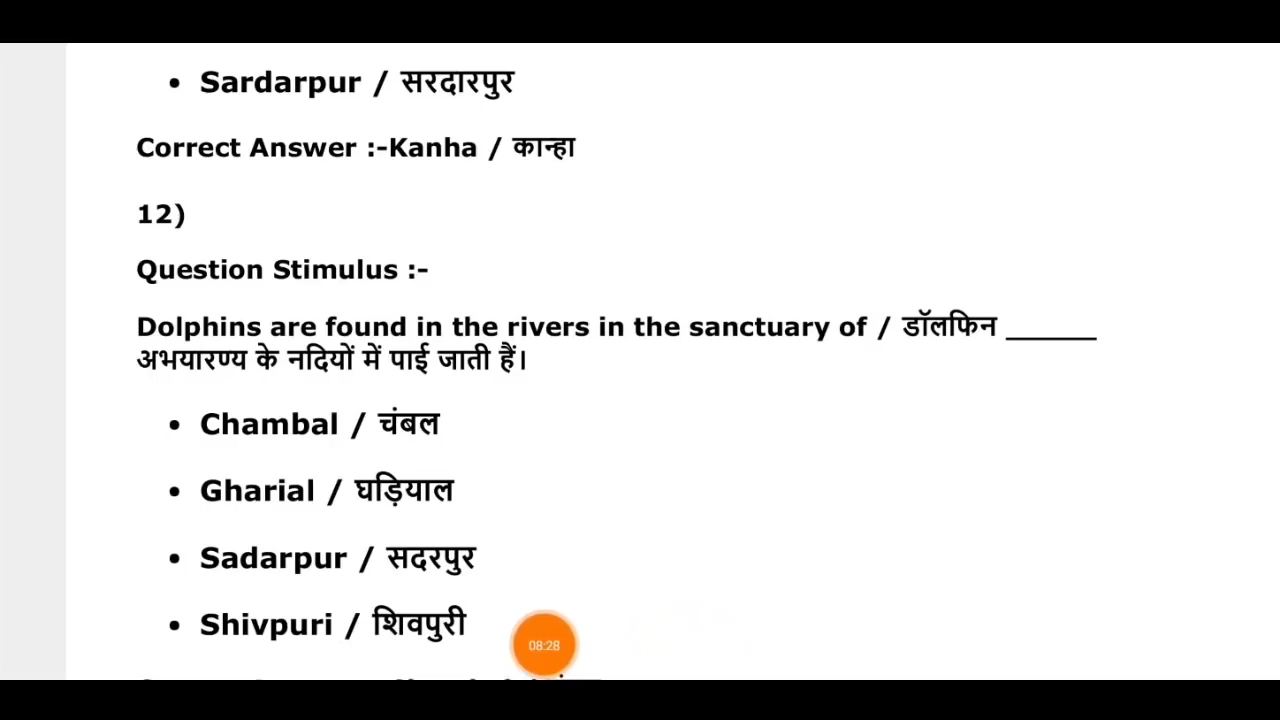 • Sardarpur / सरदारपुर
Correct Answer :-Kanha / कान्हा
12)
Question Stimulus :-
Dolphins are found in the rivers in the sanctuary of / डॉलफिन ______
अभयारण्य के नदियों में पाई जाती हैं।
• Chambal / चंबल
• Gharial / घड़ियाल
• Sadarpur / सदरपुर
• Shivpuri / शिवपुरी
08:28